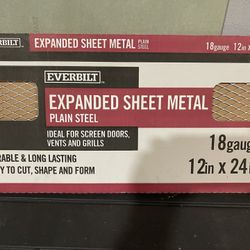 EVERBILT EXPANDED SHEET METAL PLAIN STEEL 18gauge 12in x
EVERBILT
EXPANDED SHEET METAL
PLAIN STEEL
IDEAL FOR SCREEN DOORS,
VENTS AND GRILLS
& LONG LASTING
TO CUT, SHAPE AND FORM
18gaug
12in x 24